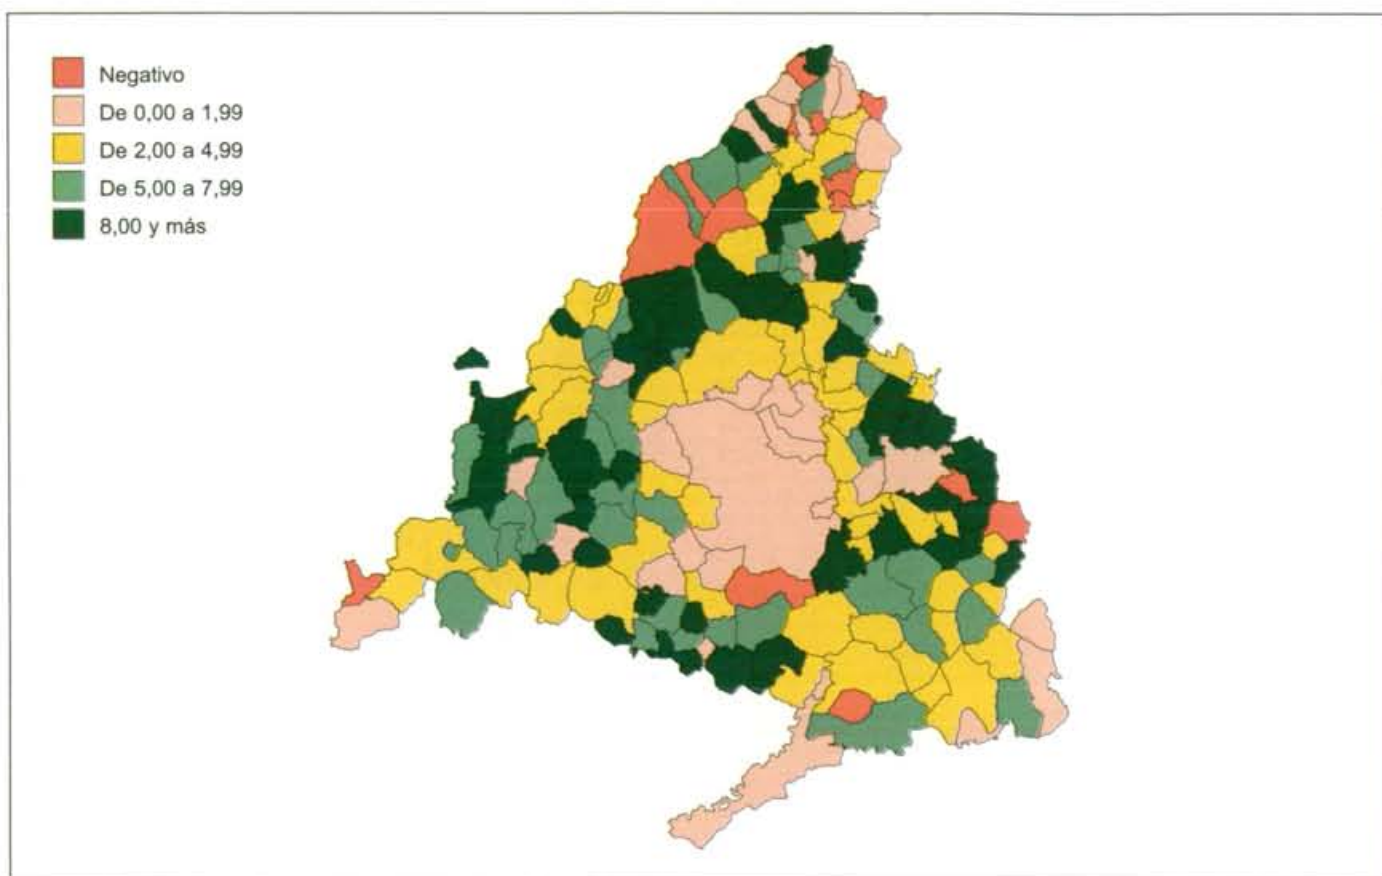 Negativo
De 0,00 a 1,99
De 2,00 a 4,99
De 5,00 a 7,99
8,00 y más